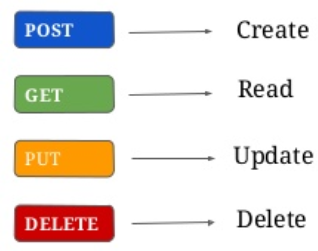 POST Create
GET Read
PUT Update
DELETE Delete